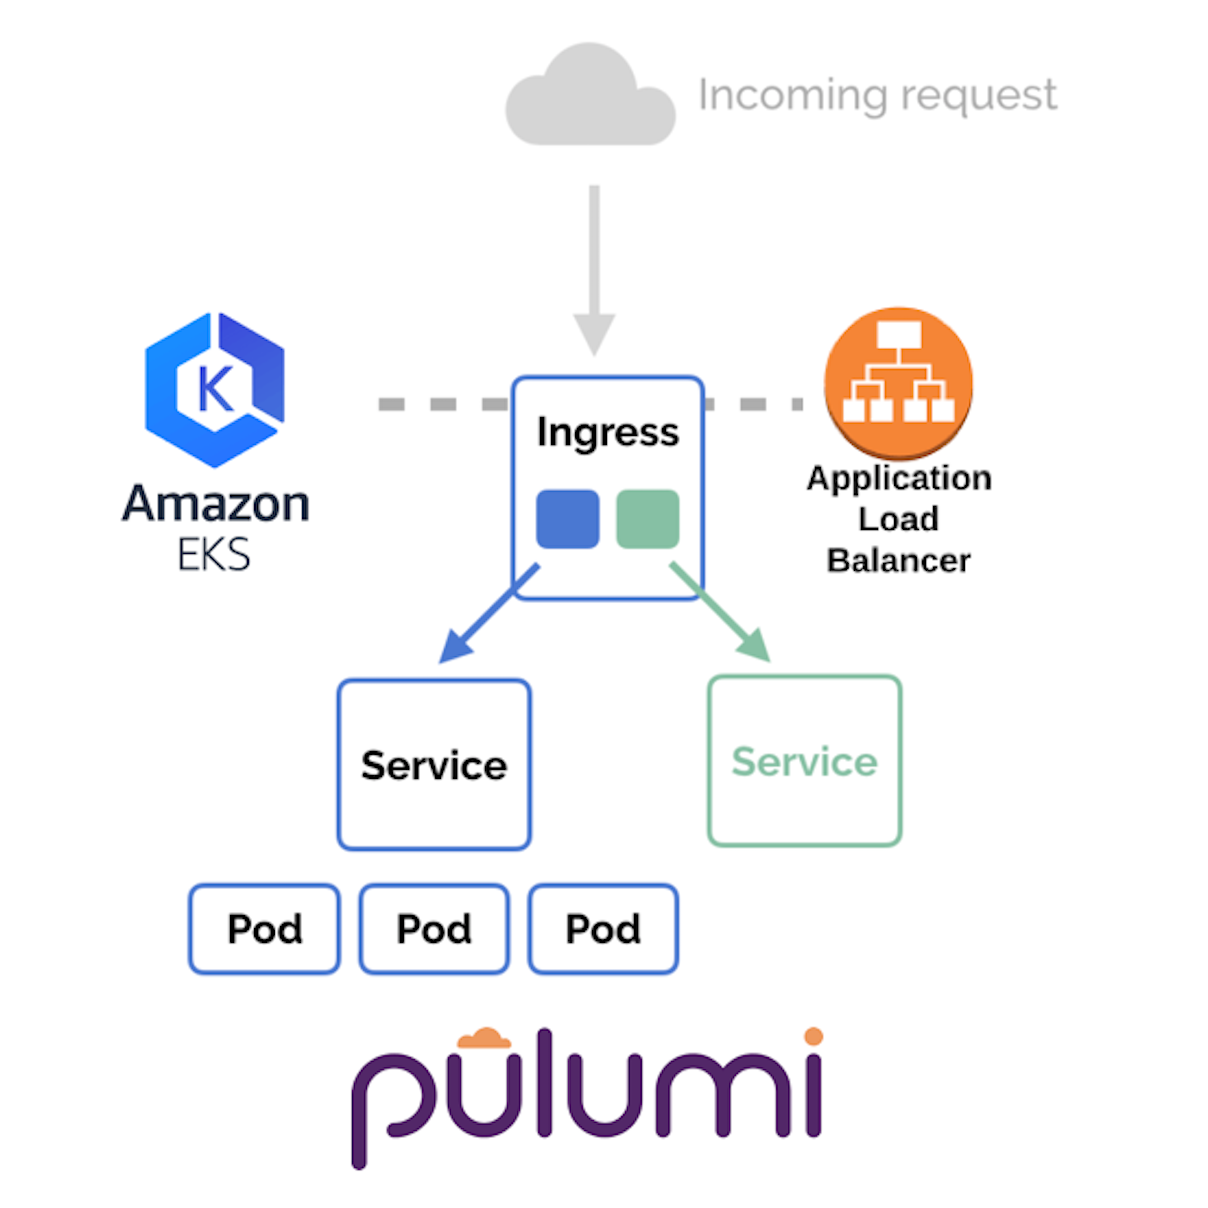 Incoming request
K
Amazon
EKS
Ingress
Application
Load
Balancer
Service
Service
Pod
Pod
Pod
pulumi